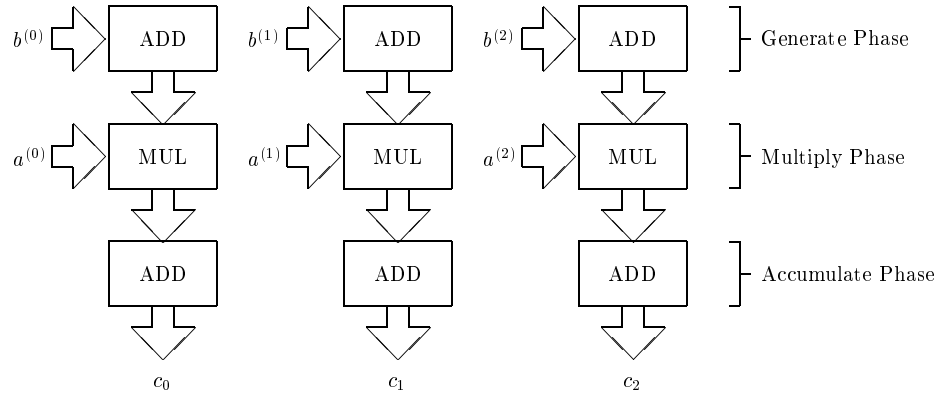 b^(0) ADD b^(1) ADD b^(2) ADD Generate Phase
a^(0) MUL a^(1) MUL a^(2) MUL Multiply Phase
ADD ADD ADD Accumulate Phase
c_0 c_1 c_2